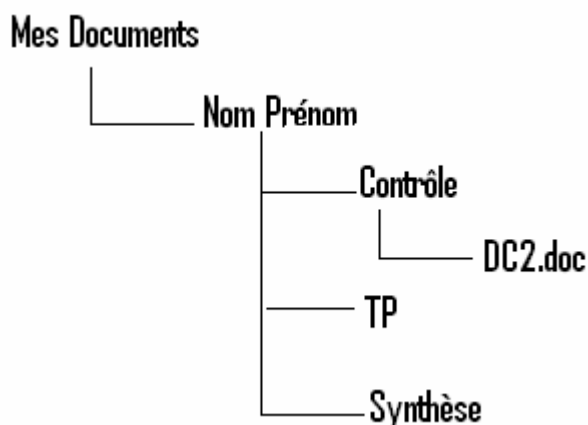 Mes Documents
Nom Prénom
Contrôle
DC2.doc
TP
Synthèse